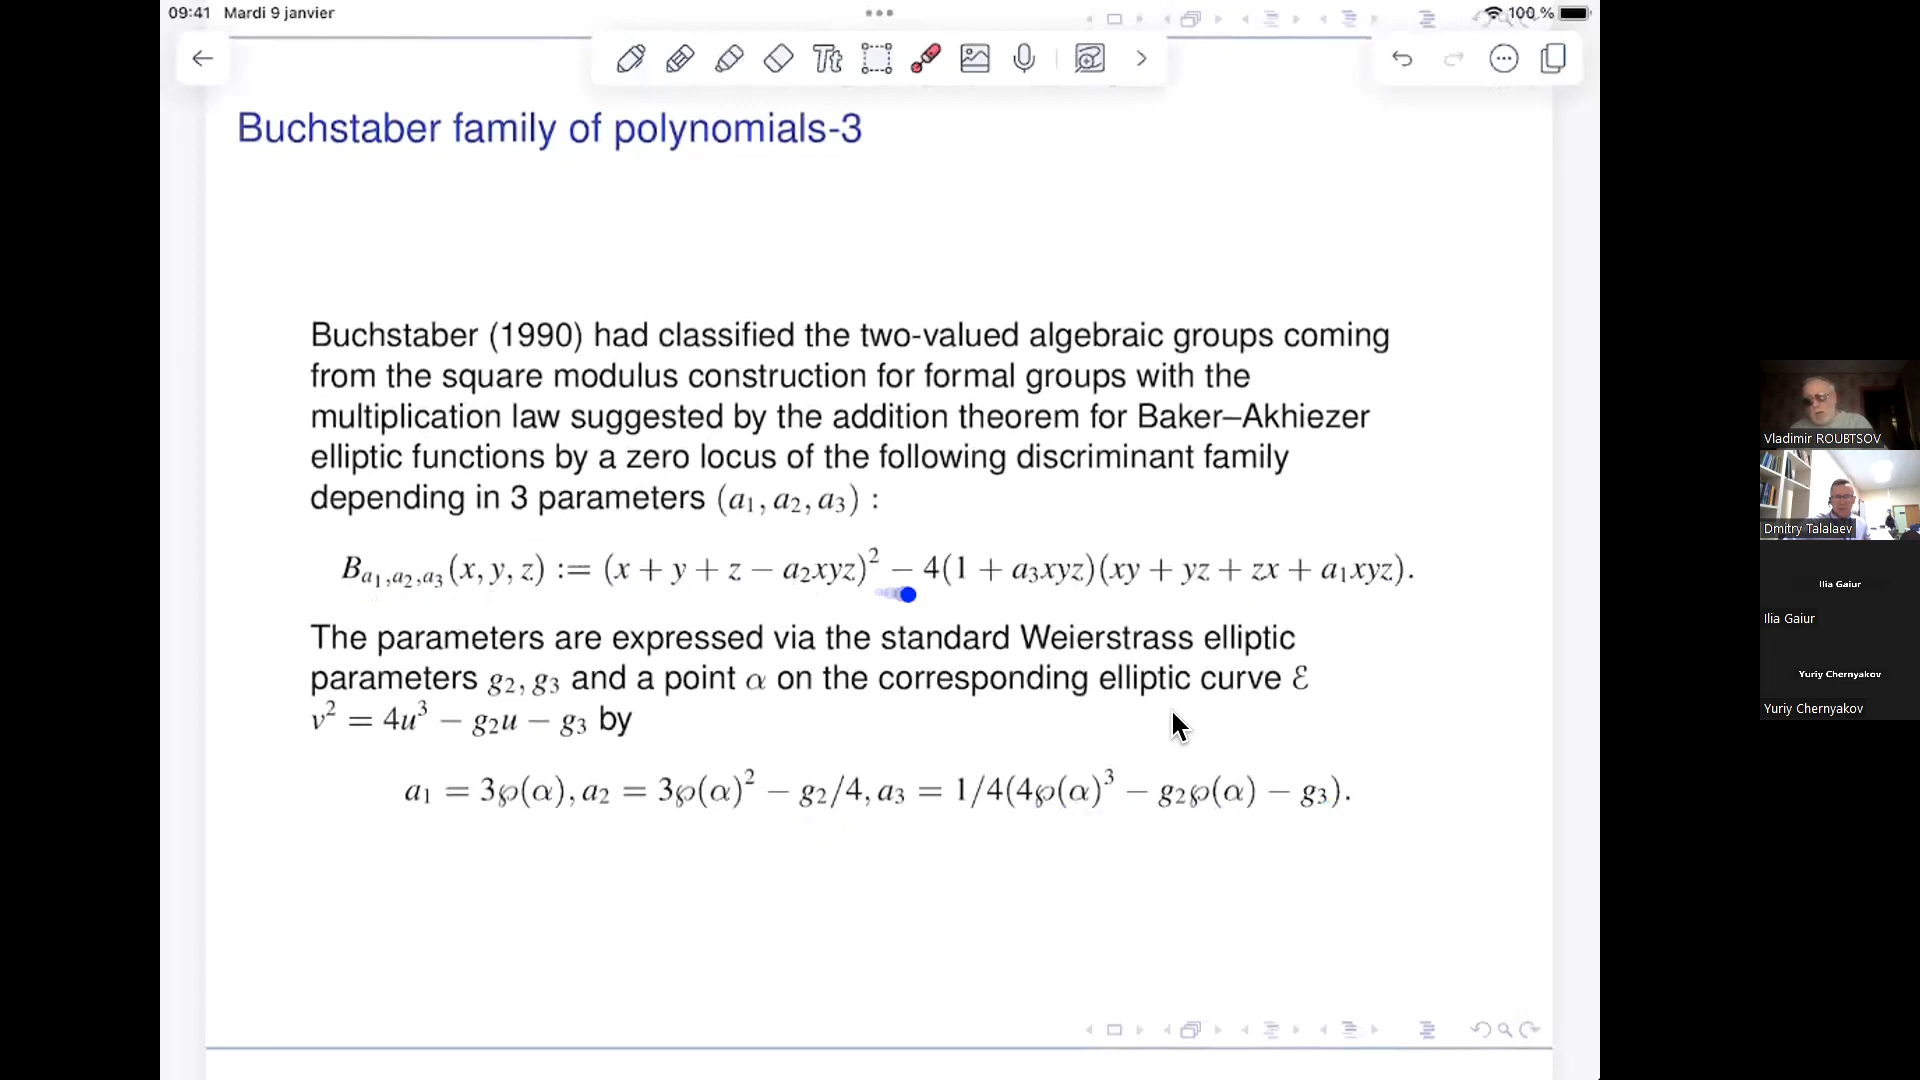 09:41 Mardi 9 janvier
100 %
Tt
Buchstaber family of polynomials-3
Buchstaber (1990) had classified the two-valued algebraic groups coming
from the square modulus construction for formal groups with the
multiplication law suggested by the addition theorem for Baker–Akhiezer
elliptic functions by a zero locus of the following discriminant family
depending in 3 parameters (a₁, a₂, a₃) :
B_{a₁,a₂,a₃}(x, y, z) := (x + y + z − a₂xyz)² − 4(1 + a₃xyz)(xy + yz + zx + a₁xyz).
The parameters are expressed via the standard Weierstrass elliptic
parameters g₂, g₃ and a point α on the corresponding elliptic curve ℰ
v² = 4u³ − g₂u − g₃ by
a₁ = 3℘(α), a₂ = 3℘(α)² − g₂/4, a₃ = 1/4(4℘(α)³ − g₂℘(α) − g₃).
Vladimir ROUBTSOV
Dmitry Talalaev
Ilia Gaiur
Ilia Gaiur
Yuriy Chernyakov
Yuriy Chernyakov